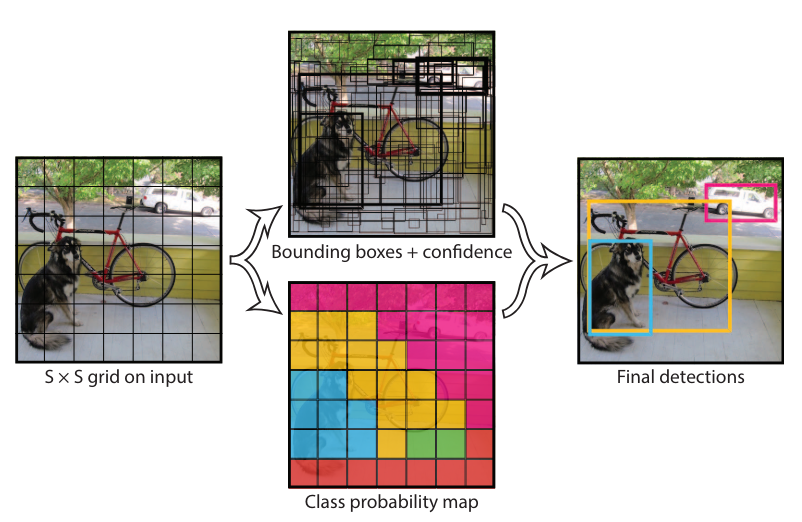 Bounding boxes + confidence
S × S grid on input
Final detections
Class probability map